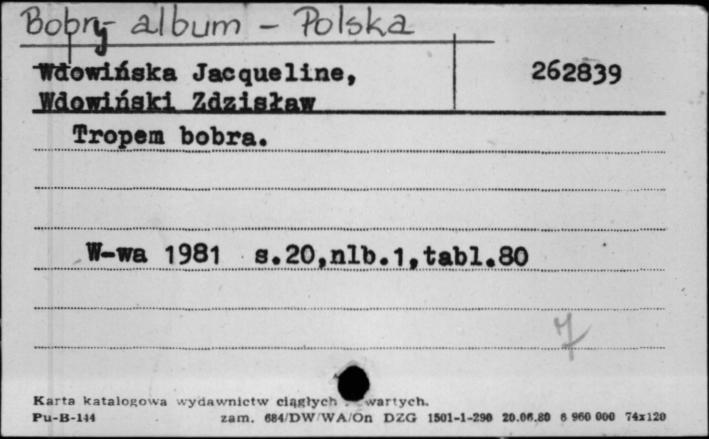 Bobry - album - Polska
Wdowińska Jacqueline, 262839
Wdowiński Zdzisław
Tropem bobra.
W-wa 1981 s.20,nlb.1,tabl.80
7
Karta katalogowa wydawnictw ciągłych wartych.
Pu-B-144 zam. 684/DW/WA/On DZG 1501-1-290 20.06.80 6 960 000 74x120